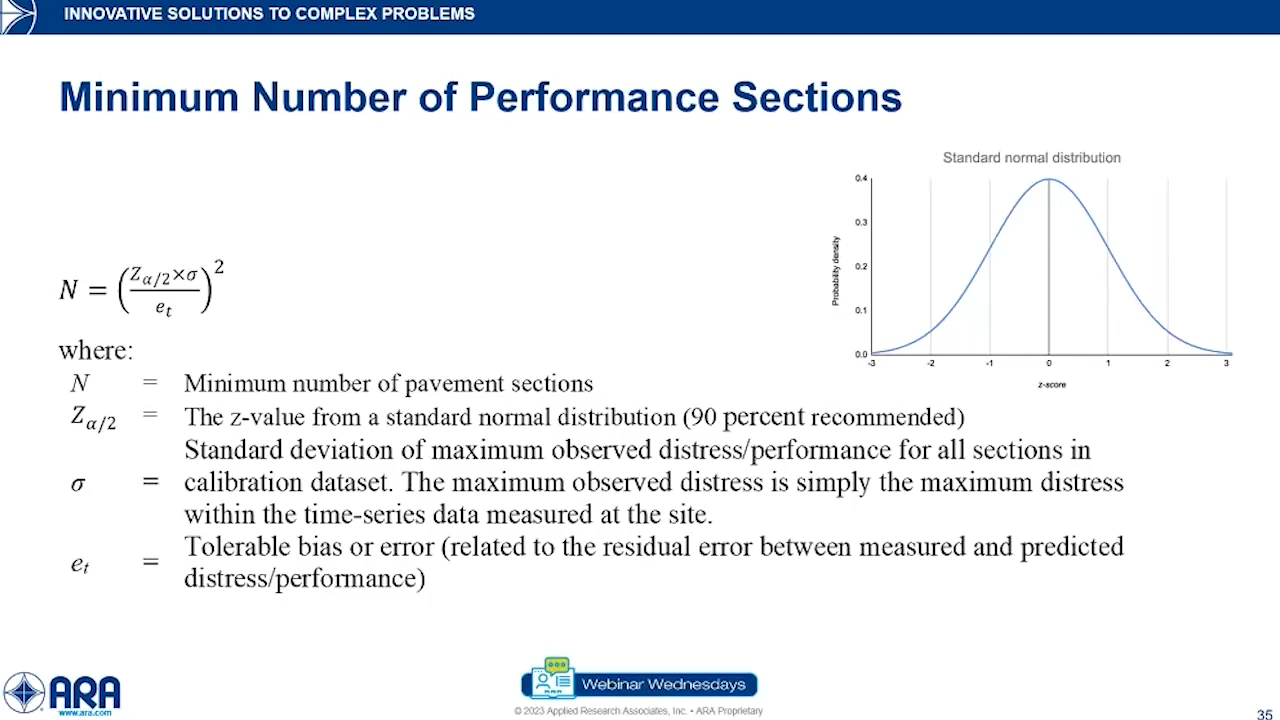 INNOVATIVE SOLUTIONS TO COMPLEX PROBLEMS
Minimum Number of Performance Sections
Standard normal distribution
0.4
0.3
0.2
0.1
0.0
Probability density
-3 -2 -1 0 1 2 3
z-score
N = (Zα/2×σ / et)²
where:
N = Minimum number of pavement sections
Zα/2 = The z-value from a standard normal distribution (90 percent recommended)
Standard deviation of maximum observed distress/performance for all sections in
σ = calibration dataset. The maximum observed distress is simply the maximum distress
within the time-series data measured at the site.
Tolerable bias or error (related to the residual error between measured and predicted
et = distress/performance)
ARA
www.ara.com
Webinar Wednesdays
© 2023 Applied Research Associates, Inc. • ARA Proprietary
35